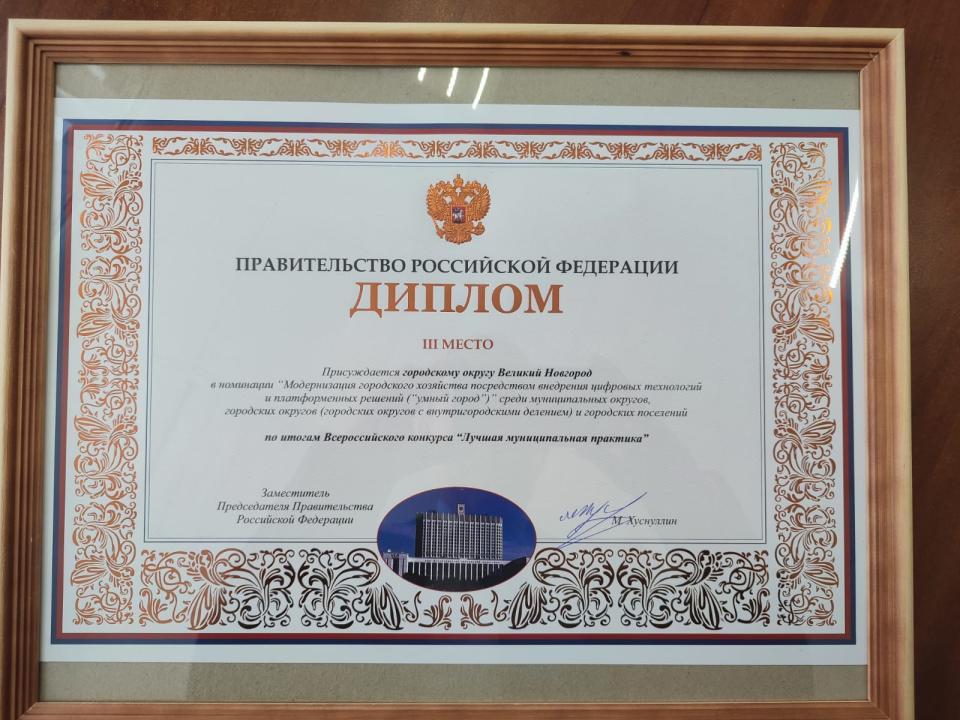 ПРАВИТЕЛЬСТВО РОССИЙСКОЙ ФЕДЕРАЦИИ
ДИПЛОМ
III МЕСТО
Присуждается городскому округу Великий Новгород
в номинации “Модернизация городского хозяйства посредством внедрения цифровых технологий
и платформенных решений (“умный город”)” среди муниципальных округов,
городских округов (городских округов с внутригородскими делением) и городских поселений
по итогам Всероссийского конкурса “Лучшая муниципальная практика”
Заместитель
Председателя Правительства
Российской Федерации
М. Хуснуллин